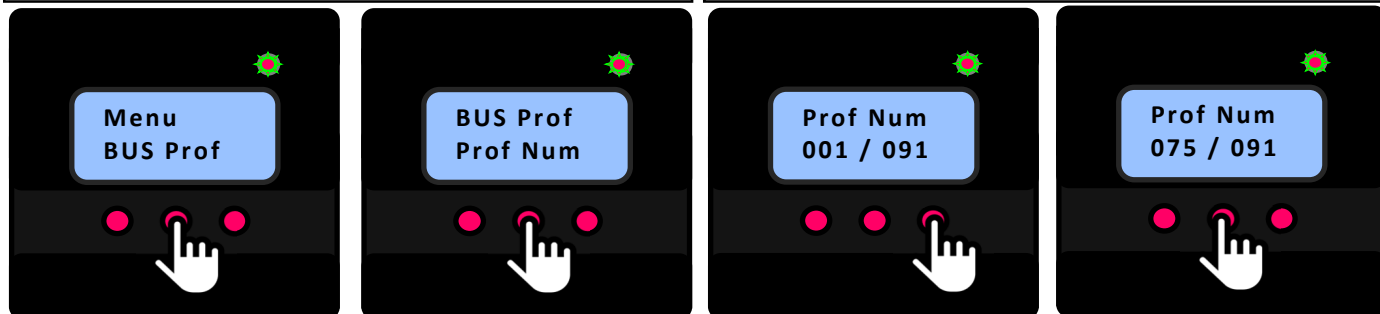 Menu
BUS Prof
BUS Prof
Prof Num
Prof Num
001 / 091
Prof Num
075 / 091